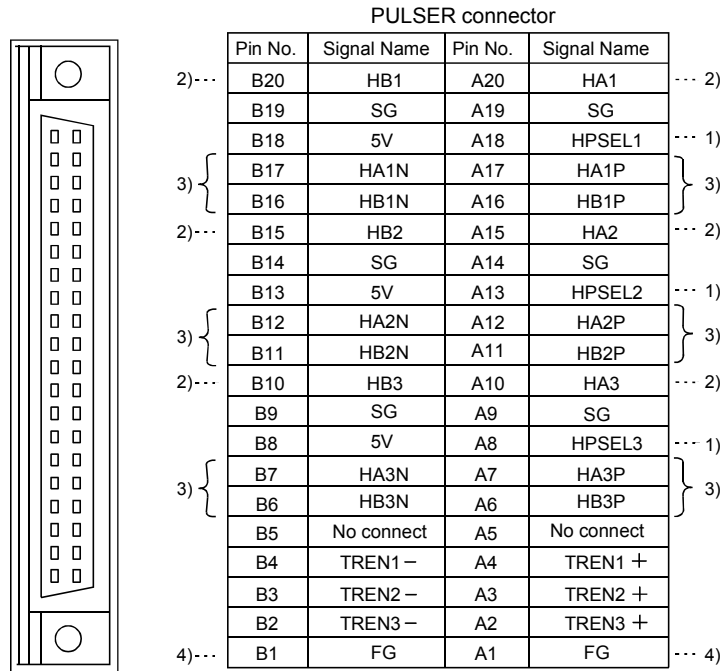 PULSER connector
Pin No. Signal Name Pin No. Signal Name
2) B20 HB1 A20 HA1 2)
B19 SG A19 SG
B18 5V A18 HPSEL1 1)
B17 HA1N A17 HA1P
3) 3)
B16 HB1N A16 HB1P
2) B15 HB2 A15 HA2 2)
B14 SG A14 SG
B13 5V A13 HPSEL2 1)
B12 HA2N A12 HA2P
3) 3)
B11 HB2N A11 HB2P
2) B10 HB3 A10 HA3 2)
B9 SG A9 SG
B8 5V A8 HPSEL3 1)
B7 HA3N A7 HA3P
3) 3)
B6 HB3N A6 HB3P
B5 No connect A5 No connect
B4 TREN1− A4 TREN1 +
B3 TREN2− A3 TREN2 +
B2 TREN3− A2 TREN3 +
4) B1 FG A1 FG 4)